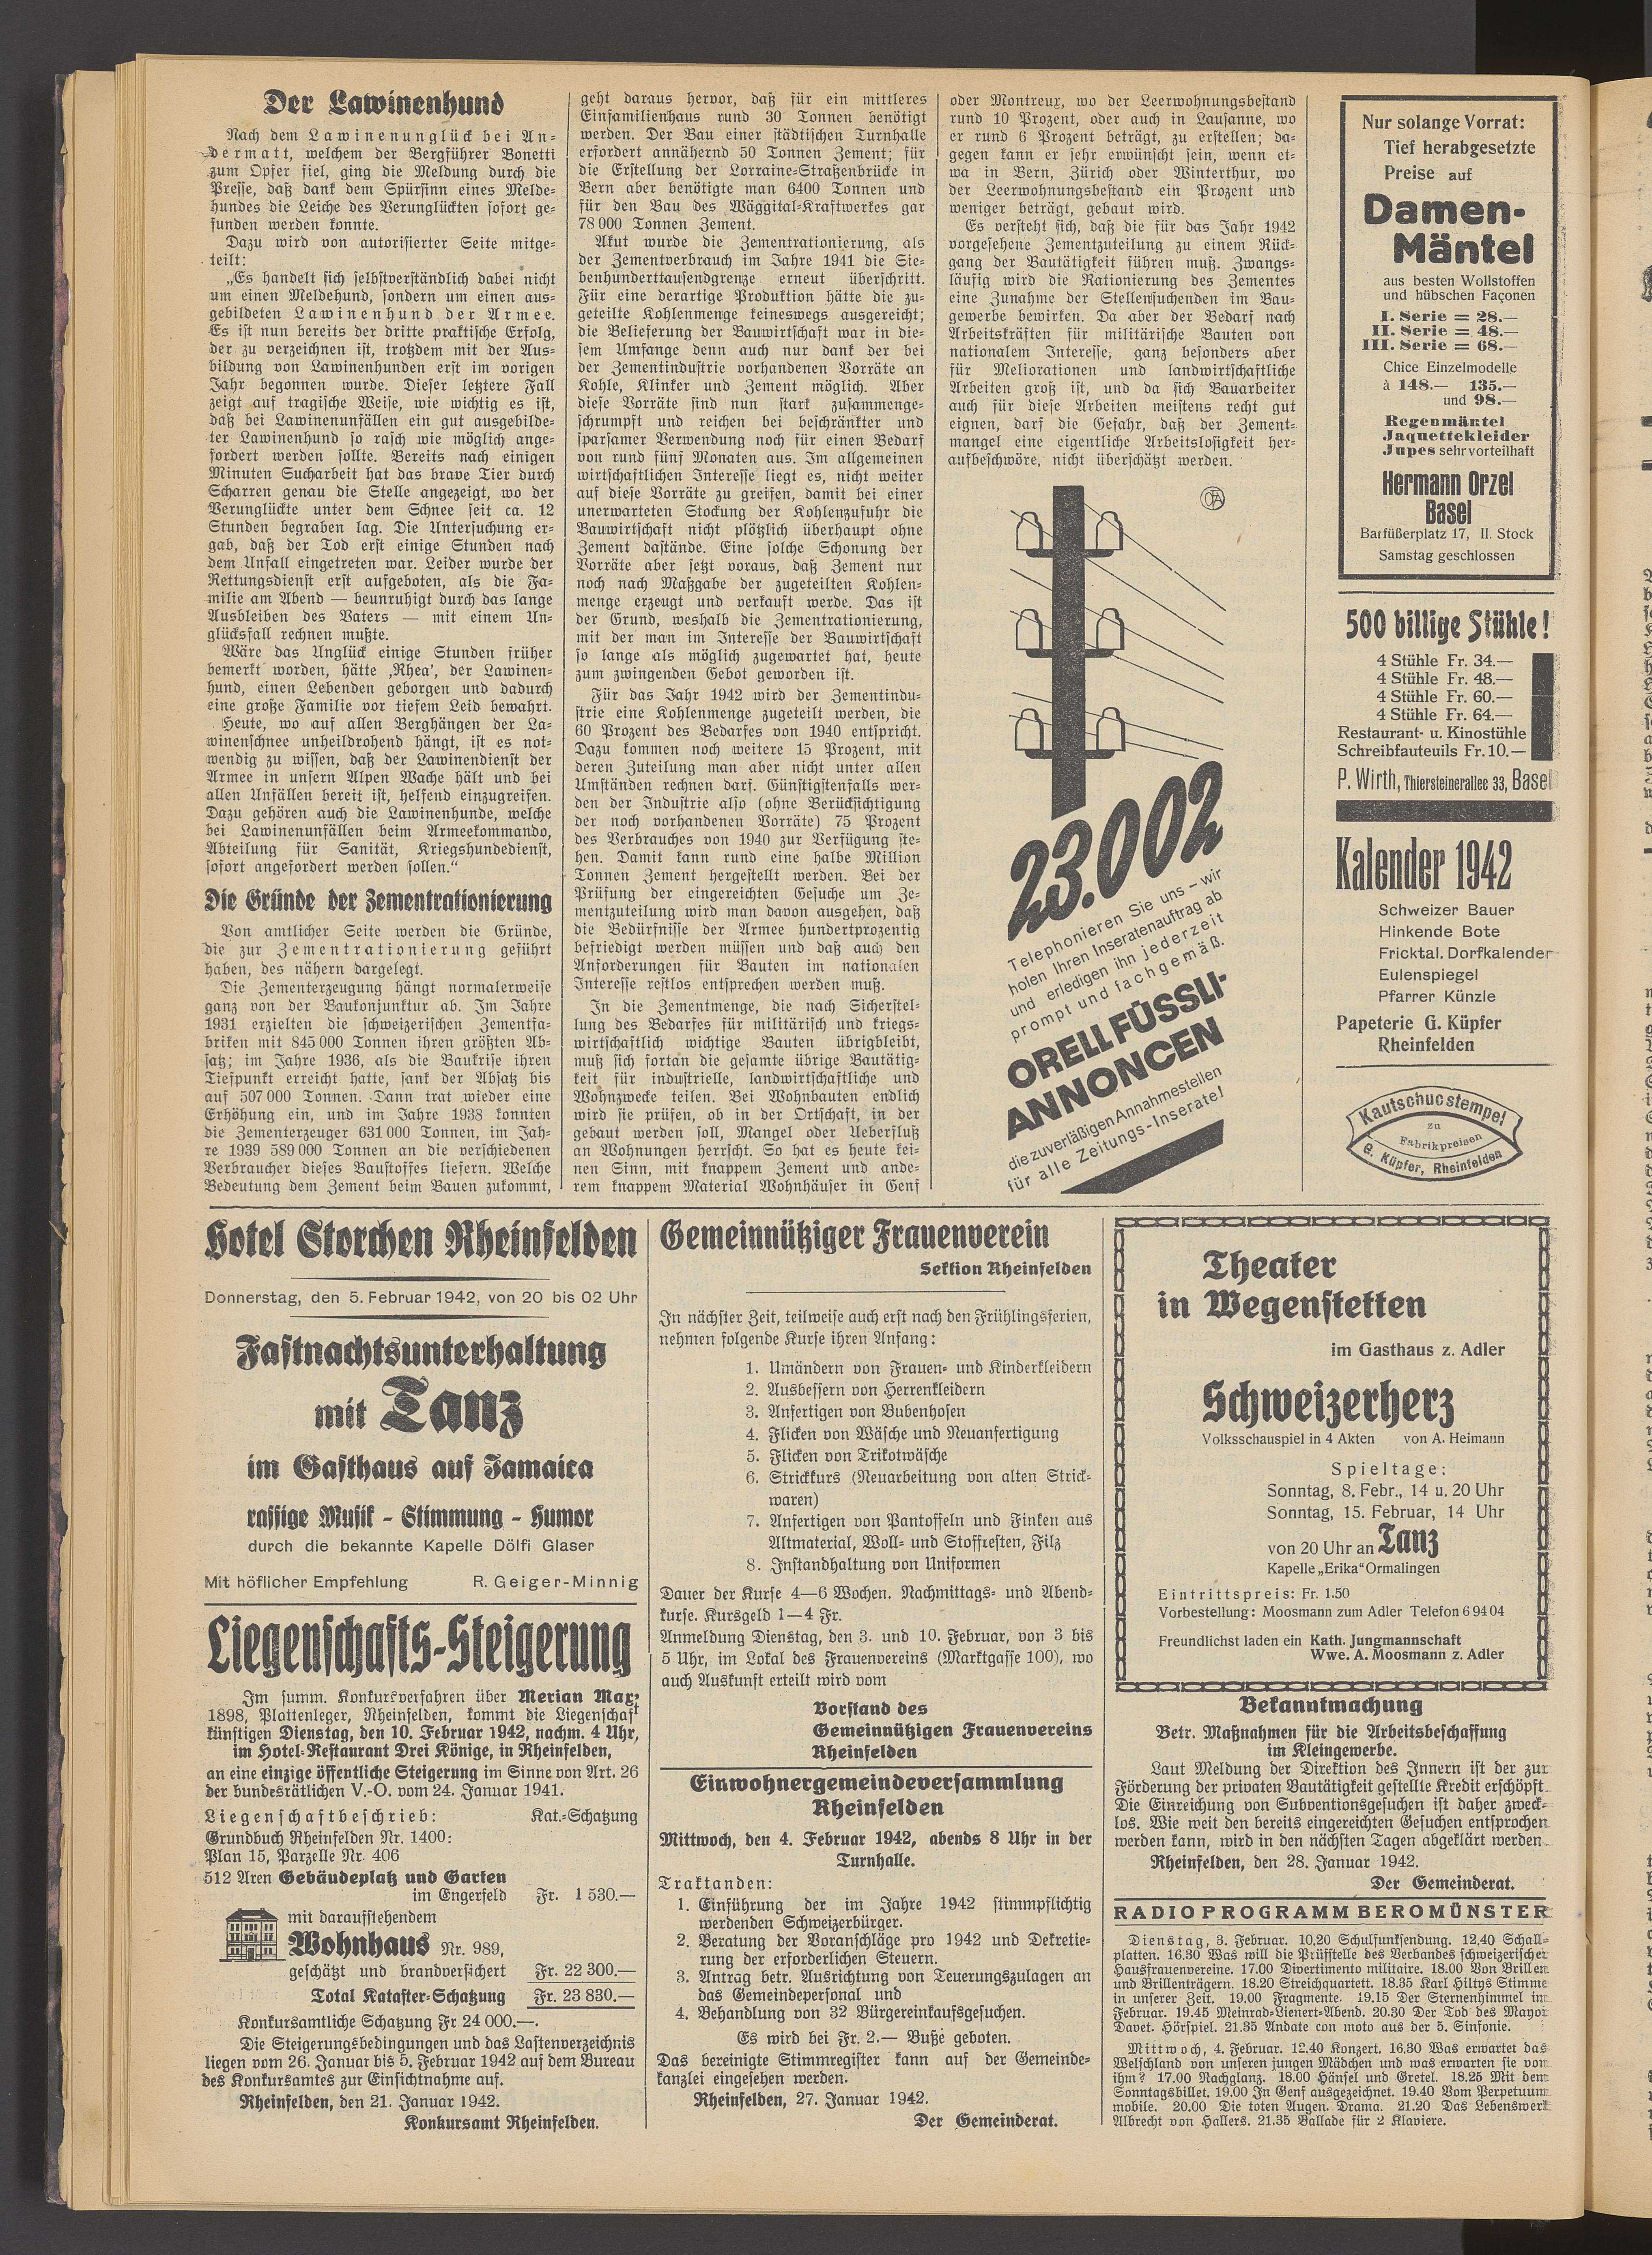 Der Lawinenhund
Nach dem Lawinenunglück bei An-
dermatt, welchem der Bergführer Bonetti
zum Opfer fiel, ging die Meldung durch die
Presse, daß dank dem Spürsinn eines Melde-
hundes die Leiche des Verunglückten sofort ge-
funden werden konnte.
Dazu wird von autorisierter Seite mitge-
teilt:
„Es handelt sich selbstverständlich dabei nicht
um einen Meldehund, sondern um einen aus-
gebildeten Lawinenhund der Armee.
Es ist nun bereits der dritte praktische Erfolg,
der zu verzeichnen ist, trotzdem mit der Aus-
bildung von Lawinenhunden erst im vorigen
Jahr begonnen wurde. Dieser letztere Fall
zeigt auf tragische Weise, wie wichtig es ist,
daß bei Lawinenunfällen ein gut ausgebilde-
ter Lawinenhund so rasch wie möglich ange-
fordert werden sollte. Bereits nach einigen
Minuten Sucharbeit hat das brave Tier durch
Scharren genau die Stelle angezeigt, wo der
Verunglückte unter dem Schnee seit ca. 12
Stunden begraben lag. Die Untersuchung er-
gab, daß der Tod erst einige Stunden nach
dem Unfall eingetreten war. Leider wurde der
Rettungsdienst erst aufgeboten, als die Fa-
milie am Abend — beunruhigt durch das lange
Ausbleiben des Vaters — mit einem Un-
glücksfall rechnen mußte.
Wäre das Unglück einige Stunden früher
bemerkt worden, hätte ‚Rhea', der Lawinen-
hund, einen Lebenden geborgen und dadurch
eine große Familie vor tiefem Leid bewahrt.
Heute, wo auf allen Berghängen der La-
winenschnee unheildrohend hängt, ist es not-
wendig zu wissen, daß der Lawinendienst der
Armee in unsern Alpen Wache hält und bei
allen Unfällen bereit ist, helfend einzugreifen.
Dazu gehören auch die Lawinenhunde, welche
bei Lawinenunfällen beim Armeekommando,
Abteilung für Sanität, Kriegshundedienst,
sofort angefordert werden sollen.“
Die Gründe der Zementrationierung
Von amtlicher Seite werden die Gründe,
die zur Zementrationierung geführt
haben, des nähern dargelegt.
Die Zementerzeugung hängt normalerweise
ganz von der Baukonjunktur ab. Im Jahre
1931 erzielten die schweizerischen Zementfa-
briken mit 845 000 Tonnen ihren größten Ab-
satz; im Jahre 1936, als die Baukrise ihren
Tiefpunkt erreicht hatte, sank der Absatz bis
auf 507 000 Tonnen. Dann trat wieder eine
Erhöhung ein, und im Jahre 1938 konnten
die Zementerzeuger 631 000 Tonnen, im Jah-
re 1939 589 000 Tonnen an die verschiedenen
Verbraucher dieses Baustoffes liefern. Welche
Bedeutung dem Zement beim Bauen zukommt,
geht daraus hervor, daß für ein mittleres
Einfamilienhaus rund 30 Tonnen benötigt
werden. Der Bau einer städtischen Turnhalle
erfordert annähernd 50 Tonnen Zement; für
die Erstellung der Lorraine-Straßenbrücke in
Bern aber benötigte man 6400 Tonnen und
für den Bau des Wäggital-Kraftwerkes gar
78 000 Tonnen Zement.
Akut wurde die Zementrationierung, als
der Zementverbrauch im Jahre 1941 die Sie-
benhunderttausendgrenze erneut überschritt.
Für eine derartige Produktion hätte die zu-
geteilte Kohlenmenge keineswegs ausgereicht;
die Belieferung der Bauwirtschaft war in die-
sem Umfange denn auch nur dank der bei
der Zementindustrie vorhandenen Vorräte an
Kohle, Klinker und Zement möglich. Aber
diese Vorräte sind nun stark zusammenge-
schrumpft und reichen bei beschränkter und
sparsamer Verwendung noch für einen Bedarf
von rund fünf Monaten aus. Im allgemeinen
wirtschaftlichen Interesse liegt es, nicht weiter
auf diese Vorräte zu greifen, damit bei einer
unerwarteten Stockung der Kohlenzufuhr die
Bauwirtschaft nicht plötzlich überhaupt ohne
Zement dastände. Eine solche Schonung der
Vorräte aber setzt voraus, daß Zement nur
noch nach Maßgabe der zugeteilten Kohlen-
menge erzeugt und verkauft werde. Das ist
der Grund, weshalb die Zementrationierung,
mit der man im Interesse der Bauwirtschaft
so lange als möglich zugewartet hat, heute
zum zwingenden Gebot geworden ist.
Für das Jahr 1942 wird der Zementindu-
strie eine Kohlenmenge zugeteilt werden, die
60 Prozent des Bedarfes von 1940 entspricht.
Dazu kommen noch weitere 15 Prozent, mit
deren Zuteilung man aber nicht unter allen
Umständen rechnen darf. Günstigstenfalls wer-
den der Industrie also (ohne Berücksichtigung
der noch vorhandenen Vorräte) 75 Prozent
des Verbrauches von 1940 zur Verfügung ste-
hen. Damit kann rund eine halbe Million
Tonnen Zement hergestellt werden. Bei der
Prüfung der eingereichten Gesuche um Ze-
mentzuteilung wird man davon ausgehen, daß
die Bedürfnisse der Armee hundertprozentig
befriedigt werden müssen und daß auch den
Anforderungen für Bauten im nationalen
Interesse restlos entsprechen werden muß.
In die Zementmenge, die nach Sicherstel-
lung des Bedarfes für militärisch und kriegs-
wirtschaftlich wichtige Bauten übrigbleibt,
muß sich fortan die gesamte übrige Bautätig-
keit für industrielle, landwirtschaftliche und
Wohnzwecke teilen. Bei Wohnbauten endlich
wird sie prüfen, ob in der Ortschaft, in der
gebaut werden soll, Mangel oder Ueberfluß
an Wohnungen herrscht. So hat es heute kei-
nen Sinn, mit knappem Zement und ande-
rem knappem Material Wohnhäuser in Genf
oder Montreux, wo der Leerwohnungsbestand
rund 10 Prozent, oder auch in Lausanne, wo
er rund 6 Prozent beträgt, zu erstellen; da-
gegen kann er sehr erwünscht sein, wenn et-
wa in Bern, Zürich oder Winterthur, wo
der Leerwohnungsbestand ein Prozent und
weniger beträgt, gebaut wird.
Es versteht sich, daß die für das Jahr 1942
vorgesehene Zementzuteilung zu einem Rück-
gang der Bautätigkeit führen muß. Zwangs-
läufig wird die Rationierung des Zementes
eine Zunahme der Stellensuchenden im Bau-
gewerbe bewirken. Da aber der Bedarf nach
Arbeitskräften für militärische Bauten von
nationalem Interesse, ganz besonders aber
für Meliorationen und landwirtschaftliche
Arbeiten groß ist, und da sich Bauarbeiter
auch für diese Arbeiten meistens recht gut
eignen, darf die Gefahr, daß der Zement-
mangel eine eigentliche Arbeitslosigkeit her-
aufbeschwöre, nicht überschätzt werden.
OFA
23.002
Telephonieren Sie uns – wir
holen Ihren Inseratenauftrag ab
und erledigen ihn jederzeit
prompt und fachgemäß.
ORELL FÜSSLI-
ANNONCEN
die zuverläßigen Annahmestellen
für alle Zeitungs-Inserate!
Nur solange Vorrat:
Tief herabgesetzte
Preise auf
Damen-
Mäntel
aus besten Wollstoffen
und hübschen Façonen
I. Serie = 28.—
II. Serie = 48.—
III. Serie = 68.—
Chice Einzelmodelle
à 148.— 135.—
und 98.—
Regenmäntel
Jaquettekleider
Jupes sehr vorteilhaft
Hermann Orzel
Basel
Barfüßerplatz 17, II. Stock
Samstag geschlossen
500 billige Stühle!
4 Stühle Fr. 34.—
4 Stühle Fr. 48.—
4 Stühle Fr. 60.—
4 Stühle Fr. 64.—
Restaurant- u. Kinostühle
Schreibfauteuils Fr. 10.—
P. Wirth, Thiersteinerallee 33, Basel
Kalender 1942
Schweizer Bauer
Hinkende Bote
Fricktal. Dorfkalender
Eulenspiegel
Pfarrer Künzle
Papeterie G. Küpfer
Rheinfelden
Kautschucstempel
zu
Fabrikpreisen
G. Küpfer, Rheinfelden
Hotel Storchen Rheinfelden
Donnerstag, den 5. Februar 1942, von 20 bis 02 Uhr
Fastnachtsunterhaltung
mit Tanz
im Gasthaus auf Jamaica
rassige Musik - Stimmung - Humor
durch die bekannte Kapelle Dölfi Glaser
Mit höflicher Empfehlung R. Geiger-Minnig
Liegenschafts-Steigerung
Im summ. Konkursverfahren über Merian Max,
1898, Plattenleger, Rheinfelden, kommt die Liegenschaft
künftigen Dienstag, den 10. Februar 1942, nachm. 4 Uhr,
im Hotel-Restaurant Drei Könige, in Rheinfelden,
an eine einzige öffentliche Steigerung im Sinne von Art. 26
der bundesrätlichen V.-O. vom 24. Januar 1941.
Liegenschaftbeschrieb: Kat.-Schatzung
Grundbuch Rheinfelden Nr. 1400:
Plan 15, Parzelle Nr. 406
512 Aren Gebäudeplatz und Garten
im Engerfeld Fr. 1 530.—
mit daraufstehendem
Wohnhaus Nr. 989,
geschätzt und brandversichert Fr. 22 300.—
Total Kataster-Schatzung Fr. 23 830.—
Konkursamtliche Schatzung Fr 24 000.—.
Die Steigerungsbedingungen und das Lastenverzeichnis
liegen vom 26. Januar bis 5. Februar 1942 auf dem Bureau
des Konkursamtes zur Einsichtnahme auf.
Rheinfelden, den 21. Januar 1942.
Konkursamt Rheinfelden.
Gemeinnütziger Frauenverein
Sektion Rheinfelden
In nächster Zeit, teilweise auch erst nach den Frühlingsferien,
nehmen folgende Kurse ihren Anfang:
1. Umändern von Frauen- und Kinderkleidern
2. Ausbessern von Herrenkleidern
3. Anfertigen von Bubenhosen
4. Flicken von Wäsche und Neuanfertigung
5. Flicken von Trikotwäsche
6. Strickkurs (Neuarbeitung von alten Strick-
waren)
7. Anfertigen von Pantoffeln und Finken aus
Altmaterial, Woll- und Stoffresten, Filz
8. Instandhaltung von Uniformen
Dauer der Kurse 4—6 Wochen. Nachmittags- und Abend-
kurse. Kursgeld 1—4 Fr.
Anmeldung Dienstag, den 3. und 10. Februar, von 3 bis
5 Uhr, im Lokal des Frauenvereins (Marktgasse 100), wo
auch Auskunft erteilt wird vom
Vorstand des
Gemeinnützigen Frauenvereins
Rheinfelden
Einwohnergemeindeversammlung
Rheinfelden
Mittwoch, den 4. Februar 1942, abends 8 Uhr in der
Turnhalle.
Traktanden:
1. Einführung der im Jahre 1942 stimmpflichtig
werdenden Schweizerbürger.
2. Beratung der Voranschläge pro 1942 und Dekretie-
rung der erforderlichen Steuern.
3. Antrag betr. Ausrichtung von Teuerungszulagen an
das Gemeindepersonal und
4. Behandlung von 32 Bürgereinkaufsgesuchen.
Es wird bei Fr. 2.— Buße geboten.
Das bereinigte Stimmregister kann auf der Gemeinde-
kanzlei eingesehen werden.
Rheinfelden, 27. Januar 1942.
Der Gemeinderat.
Theater
in Wegenstetten
im Gasthaus z. Adler
Schweizerherz
Volksschauspiel in 4 Akten von A. Heimann
Spieltage:
Sonntag, 8. Febr., 14 u. 20 Uhr
Sonntag, 15. Februar, 14 Uhr
von 20 Uhr an Tanz
Kapelle „Erika“ Ormalingen
Eintrittspreis: Fr. 1.50
Vorbestellung: Moosmann zum Adler Telefon 6 94 04
Freundlichst laden ein Kath. Jungmannschaft
Wwe. A. Moosmann z. Adler
Bekanntmachung
Betr. Maßnahmen für die Arbeitsbeschaffung
im Kleingewerbe.
Laut Meldung der Direktion des Innern ist der zur
Förderung der privaten Bautätigkeit gestellte Kredit erschöpft.
Die Einreichung von Subventionsgesuchen ist daher zweck-
los. Wie weit den bereits eingereichten Gesuchen entsprochen
werden kann, wird in den nächsten Tagen abgeklärt werden.
Rheinfelden, den 28. Januar 1942.
Der Gemeinderat.
RADIOPROGRAMM BEROMÜNSTER
Dienstag, 3. Februar. 10,20 Schulfunksendung. 12,40 Schall-
platten. 16.30 Was will die Prüfstelle des Verbandes schweizerischer
Hausfrauenvereine. 17.00 Divertimento militaire. 18.00 Von Brillen
und Brillenträgern. 18.20 Streichquartett. 18.35 Karl Hiltys Stimme
in unserer Zeit. 19.00 Fragmente. 19.15 Der Sternenhimmel im
Februar. 19.45 Meinrad-Lienert-Abend. 20.30 Der Tod des Mayor
Davet. Hörspiel. 21.35 Andate con moto aus der 5. Sinfonie.
Mittwoch, 4. Februar. 12.40 Konzert. 16.30 Was erwartet das
Welschland von unseren jungen Mädchen und was erwarten sie von
ihm? 17.00 Nachglanz. 18.00 Hänsel und Gretel. 18.25 Mit dem
Sonntagsbillet. 19.00 In Genf ausgezeichnet. 19.40 Vom Perpetuum
mobile. 20.00 Die toten Augen. Drama. 21.20 Das Lebenswerk
Albrecht von Hallers. 21.35 Ballade für 2 Klaviere.